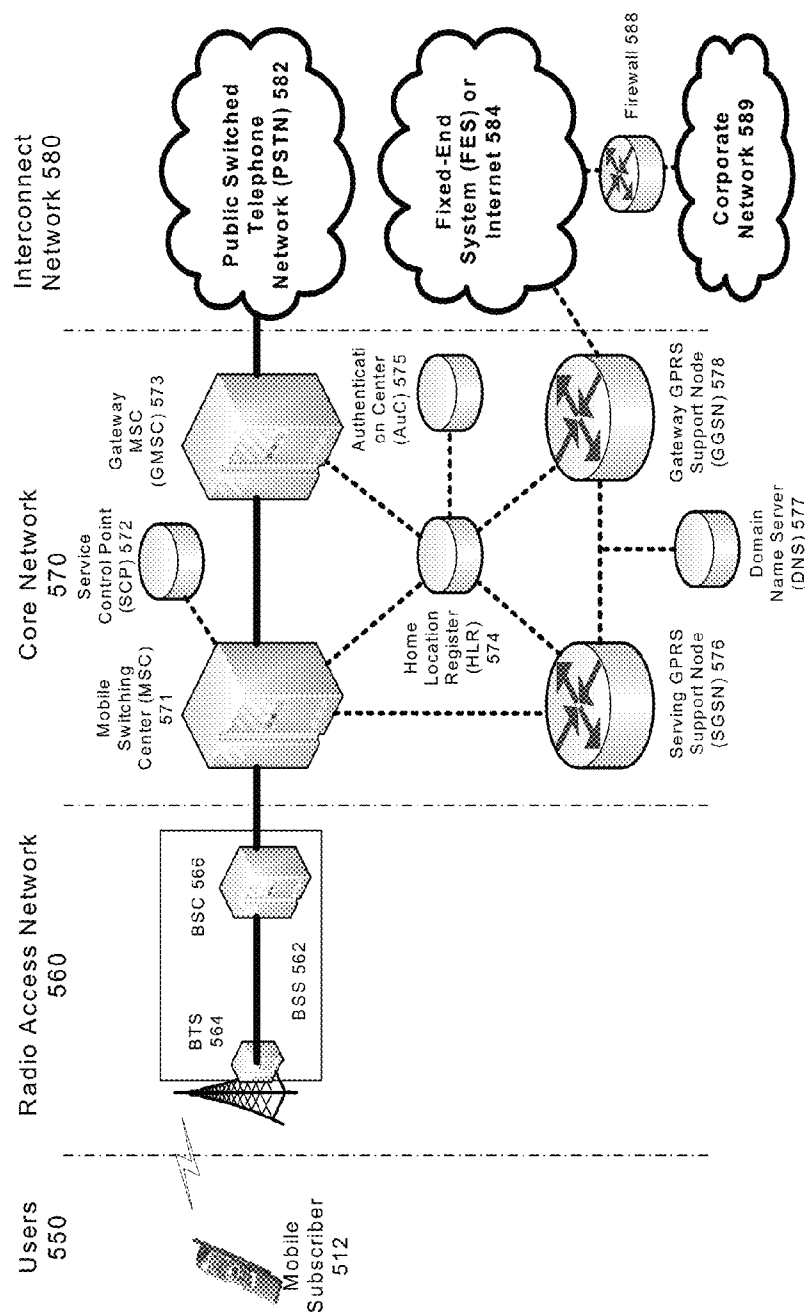 Users
550
Radio Access Network
560
Core Network
570
Interconnect
Network 580
Mobile
Subscriber
512
BTS
564
BSC 566
BSS 562
Mobile
Switching
Center (MSC)
571
Service
Control Point
(SCP) 572
Gateway
MSC
(GMSC) 573
Public Switched
Telephone
Network (PSTN) 582
Home
Location
Register
(HLR)
574
Authenticati
on Center
(AuC) 575
Fixed-End
System (FES) or
Internet 584
Serving GPRS
Support Node
(SGSN) 576
Domain
Name Server
(DNS) 577
Gateway GPRS
Support Node
(GGSN) 578
Firewall 588
Corporate
Network 589